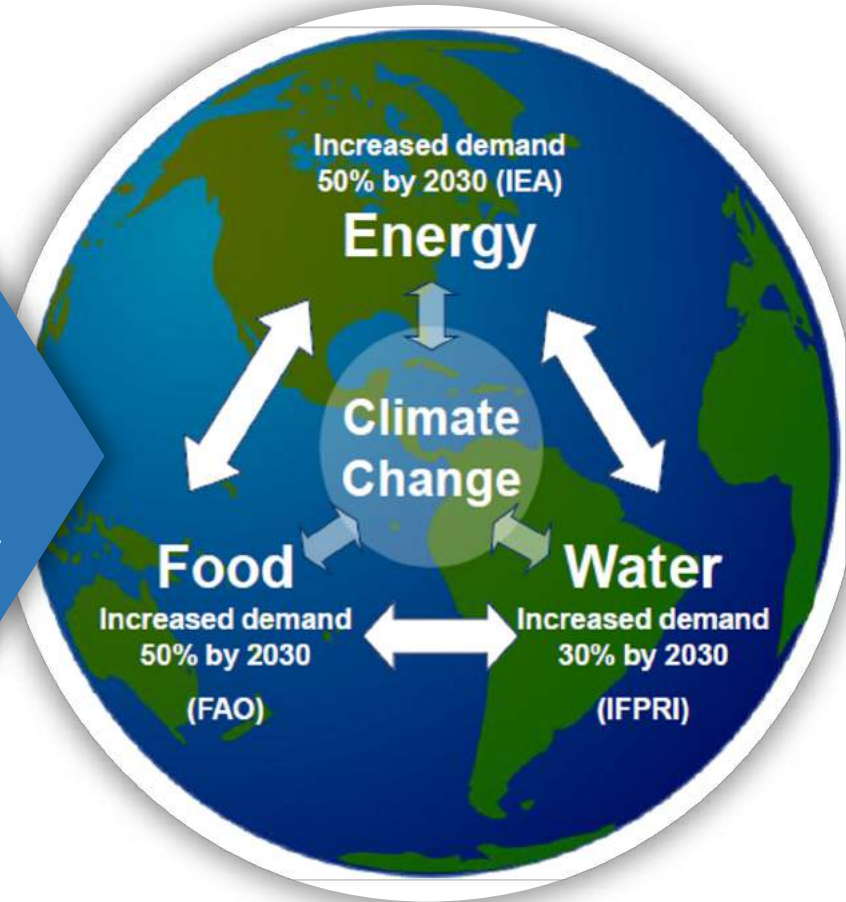 Increased demand
50% by 2030 (IEA)
Energy
Climate
Change
Food
Increased demand
50% by 2030
(FAO)
Water
Increased demand
30% by 2030
(IFPRI)